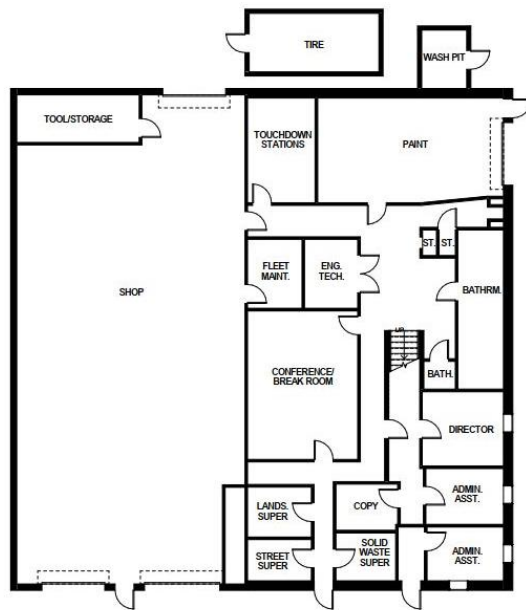 TIRE
WASH PIT
TOOL/STORAGE
TOUCHDOWN
STATIONS
PAINT
ST.
ST.
FLEET
MAINT.
ENG.
TECH.
BATHRM.
SHOP
UP
CONFERENCE/
BREAK ROOM
BATH.
DIRECTOR
LANDS.
SUPER
COPY
ADMIN.
ASST.
STREET
SUPER
SOLID
WASTE
SUPER
ADMIN.
ASST.